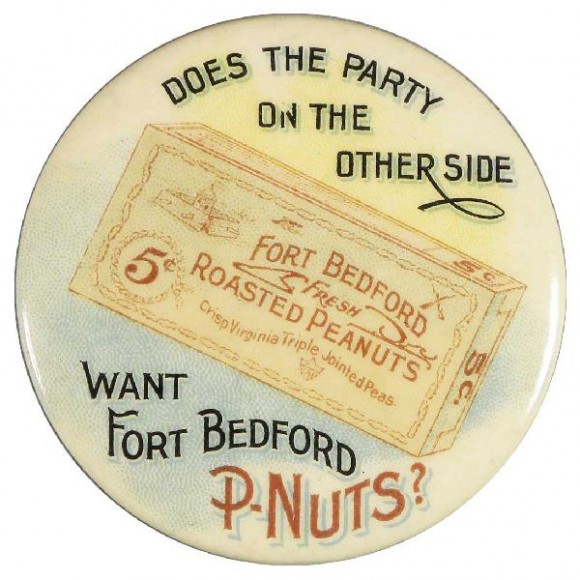 DOES THE PARTY
ON THE
OTHER SIDE
5¢
FORT BEDFORD
FRESH
ROASTED PEANUTS
Crisp Virginia Triple Jointed Peas.
5¢
5c.
WANT
FORT BEDFORD
P-NUTS?